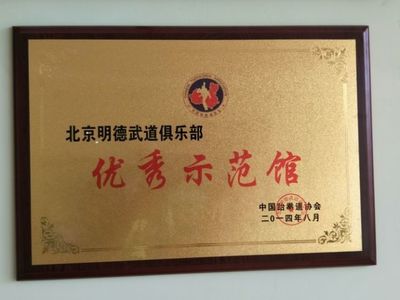 北京明德武道俱乐部
优秀示范馆
中国跆拳道协会
二〇一四年八月